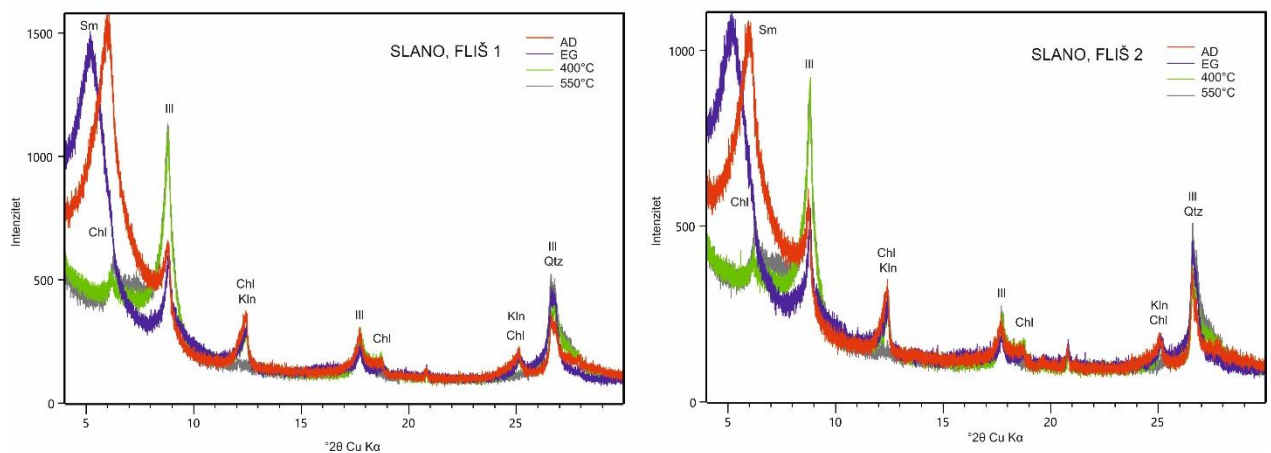 Sm
1500
SLANO, FLIŠ 1
AD
EG
400°C
550°C
Ill
1000
Intenzitet
Chl
500
Chl
Kln
Ill
Chl
Kln
Chl
Ill
Qtz
0
5 10 15 20 25
°2θ Cu Kα
Sm
1000
SLANO, FLIŠ 2
AD
EG
400°C
550°C
Ill
Intenzitet
Chl
500
Chl
Kln
Ill
Chl
Kln
Chl
Ill
Qtz
0
5 10 15 20 25
°2θ Cu Kα